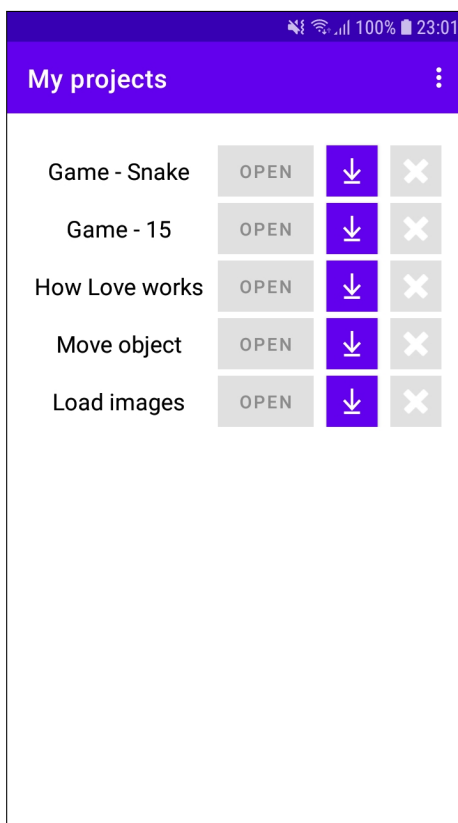 100% 23:01
My projects
Game - Snake OPEN
Game - 15 OPEN
How Love works OPEN
Move object OPEN
Load images OPEN